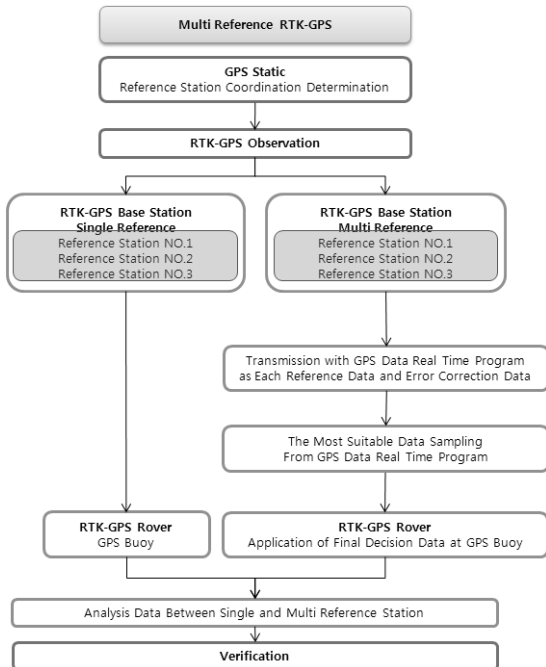 Multi Reference RTK-GPS
GPS Static
Reference Station Coordination Determination
RTK-GPS Observation
RTK-GPS Base Station
Single Reference
Reference Station NO.1
Reference Station NO.2
Reference Station NO.3
RTK-GPS Base Station
Multi Reference
Reference Station NO.1
Reference Station NO.2
Reference Station NO.3
Transmission with GPS Data Real Time Program
as Each Reference Data and Error Correction Data
The Most Suitable Data Sampling
From GPS Data Real Time Program
RTK-GPS Rover
GPS Buoy
RTK-GPS Rover
Application of Final Decision Data at GPS Buoy
Analysis Data Between Single and Multi Reference Station
Verification